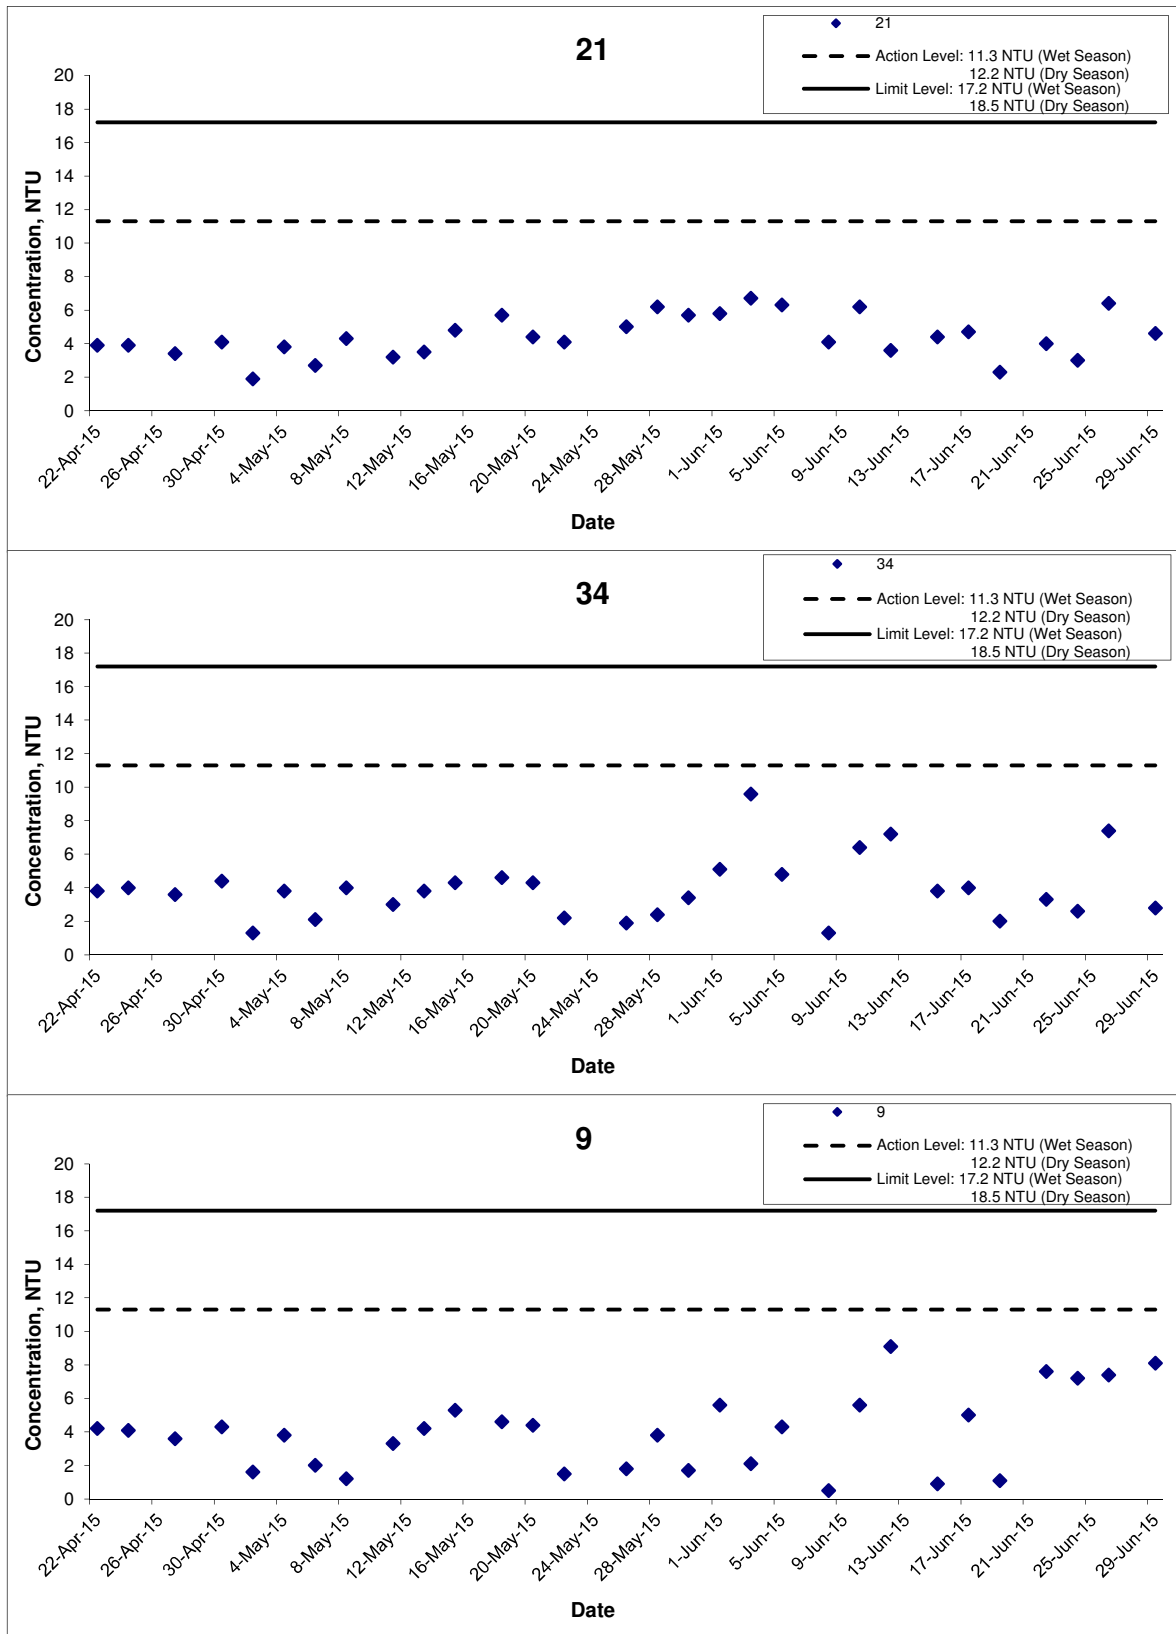 21
21
Action Level: 11.3 NTU (Wet Season)
12.2 NTU (Dry Season)
Limit Level: 17.2 NTU (Wet Season)
18.5 NTU (Dry Season)
Concentration, NTU
20
18
16
14
12
10
8
6
4
2
0
22-Apr-15
26-Apr-15
30-Apr-15
4-May-15
8-May-15
12-May-15
16-May-15
20-May-15
24-May-15
28-May-15
1-Jun-15
5-Jun-15
9-Jun-15
13-Jun-15
17-Jun-15
21-Jun-15
25-Jun-15
29-Jun-15
Date
34
34
Action Level: 11.3 NTU (Wet Season)
12.2 NTU (Dry Season)
Limit Level: 17.2 NTU (Wet Season)
18.5 NTU (Dry Season)
Concentration, NTU
20
18
16
14
12
10
8
6
4
2
0
22-Apr-15
26-Apr-15
30-Apr-15
4-May-15
8-May-15
12-May-15
16-May-15
20-May-15
24-May-15
28-May-15
1-Jun-15
5-Jun-15
9-Jun-15
13-Jun-15
17-Jun-15
21-Jun-15
25-Jun-15
29-Jun-15
Date
9
9
Action Level: 11.3 NTU (Wet Season)
12.2 NTU (Dry Season)
Limit Level: 17.2 NTU (Wet Season)
18.5 NTU (Dry Season)
Concentration, NTU
20
18
16
14
12
10
8
6
4
2
0
22-Apr-15
26-Apr-15
30-Apr-15
4-May-15
8-May-15
12-May-15
16-May-15
20-May-15
24-May-15
28-May-15
1-Jun-15
5-Jun-15
9-Jun-15
13-Jun-15
17-Jun-15
21-Jun-15
25-Jun-15
29-Jun-15
Date